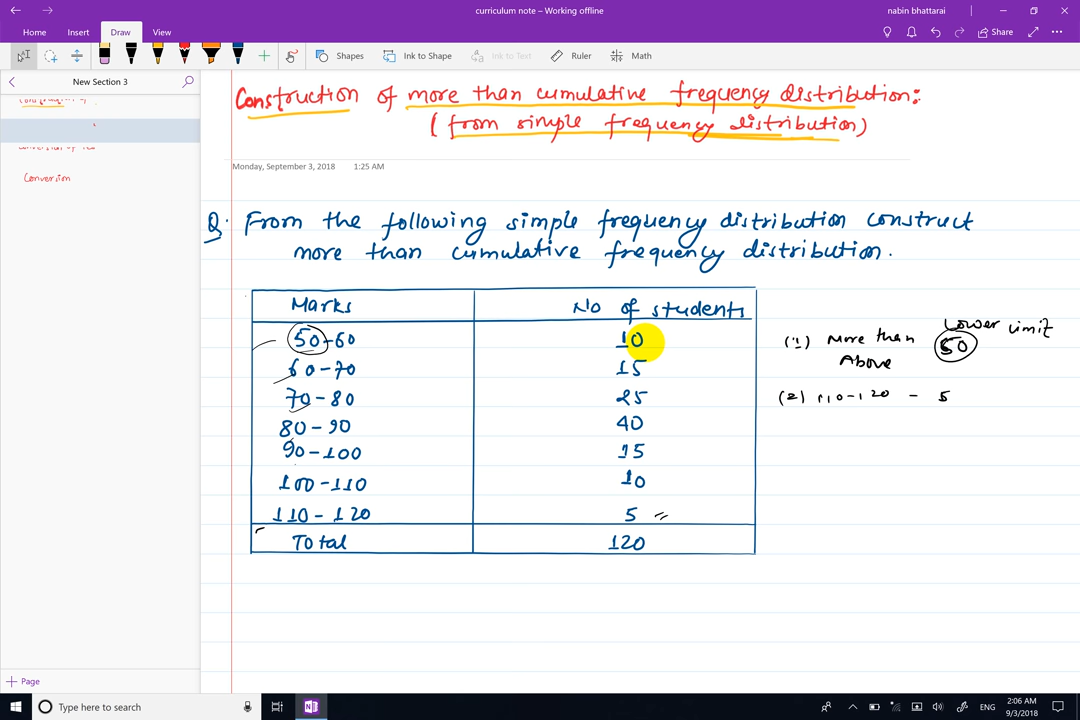 curriculum note – Working offline
nabin bhattarai
Home Insert Draw View
Share
Shapes
Ink to Shape
Ink to Text
Ruler
Math
New Section 3
Conversion
Construction of more than cumulative frequency distribution:
(from simple frequency distribution)
Monday, September 3, 2018 1:25 AM
Q. From the following simple frequency distribution construct
more than cumulative frequency distribution.
Marks No of students
50-60 10
60-70 15
70-80 25
80-90 40
90-100 15
100-110 10
110-120 5 =
Total 120
Lower limit
(1) More than 50
Above
(2) 110-120 - 5
+ Page
Type here to search
ENG
2:06 AM
9/3/2018